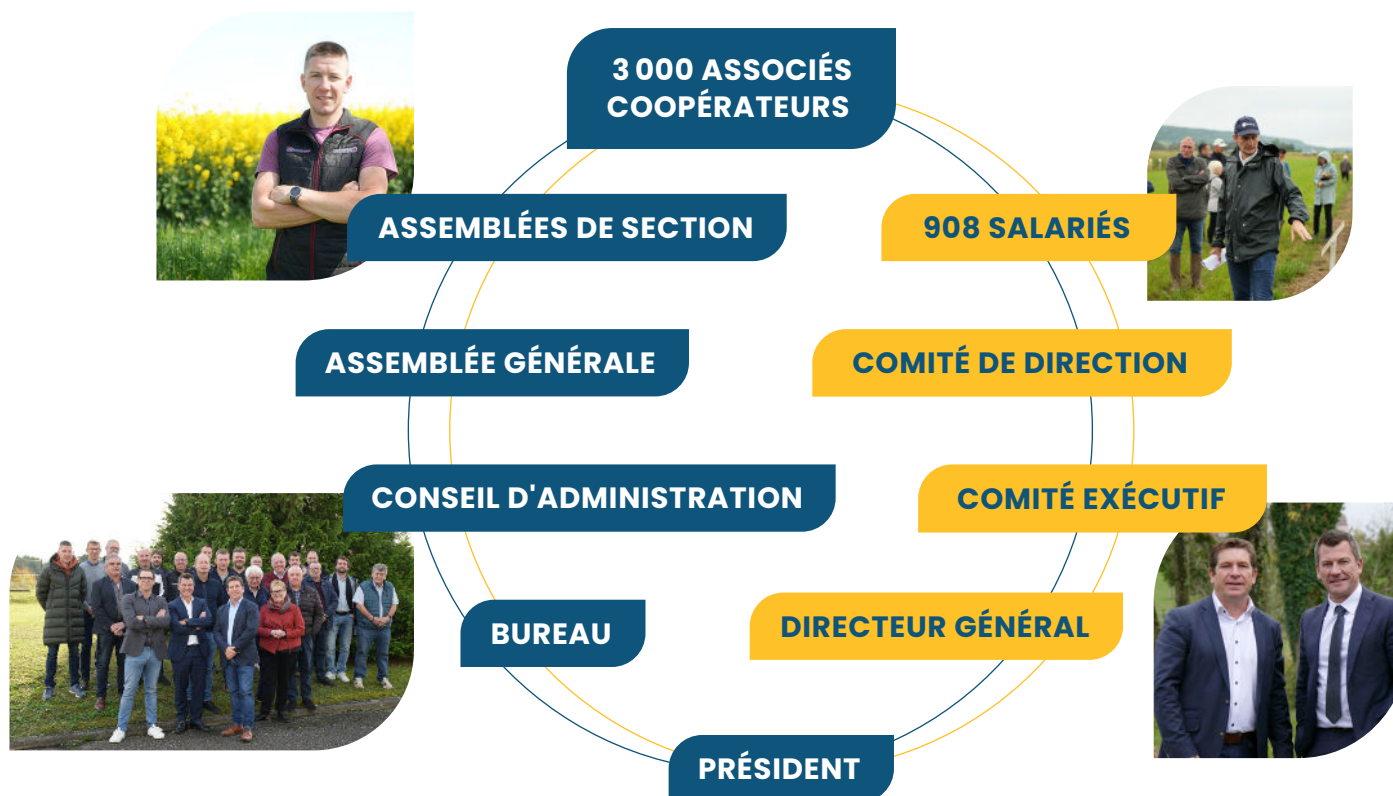 3 000 ASSOCIÉS
COOPÉRATEURS
ASSEMBLÉES DE SECTION
908 SALARIÉS
ASSEMBLÉE GÉNÉRALE
COMITÉ DE DIRECTION
CONSEIL D'ADMINISTRATION
COMITÉ EXÉCUTIF
BUREAU
DIRECTEUR GÉNÉRAL
PRÉSIDENT